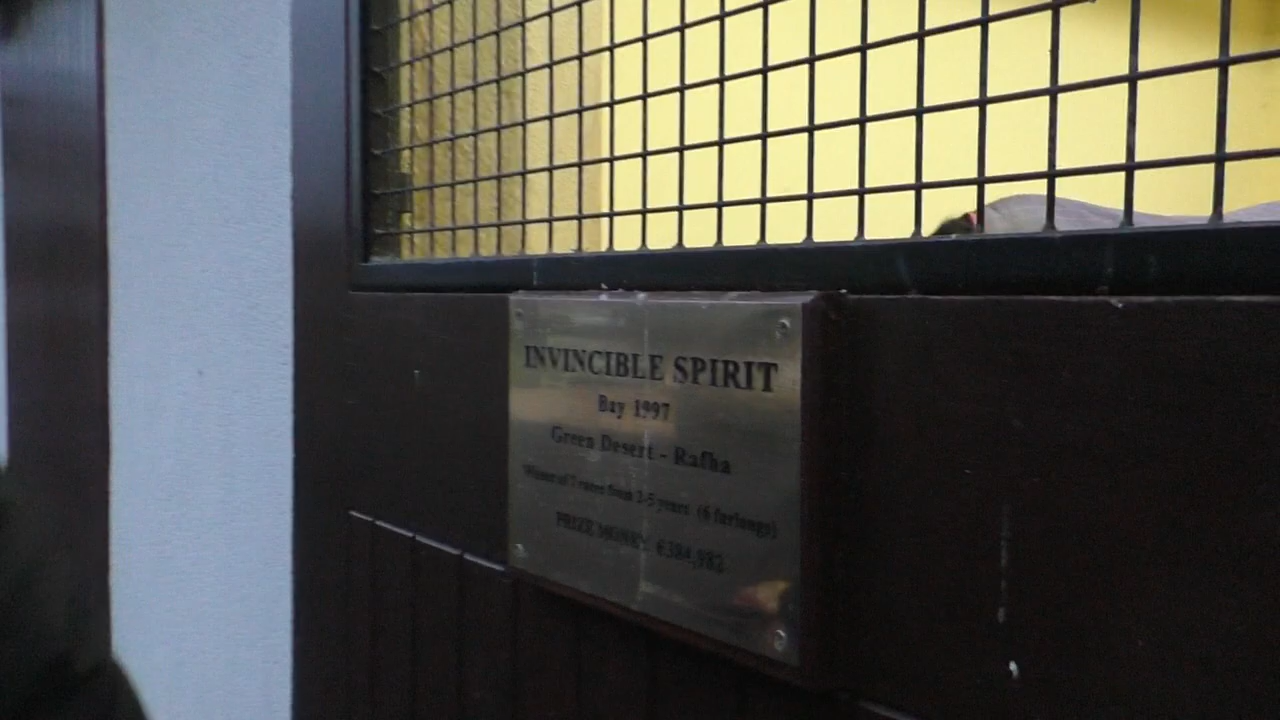 INVINCIBLE SPIRIT
Bay 1997
Green Desert - Rafha
Winner of 7 races from 2-5 years (6 furlongs)
PRIZE MONEY €384,982